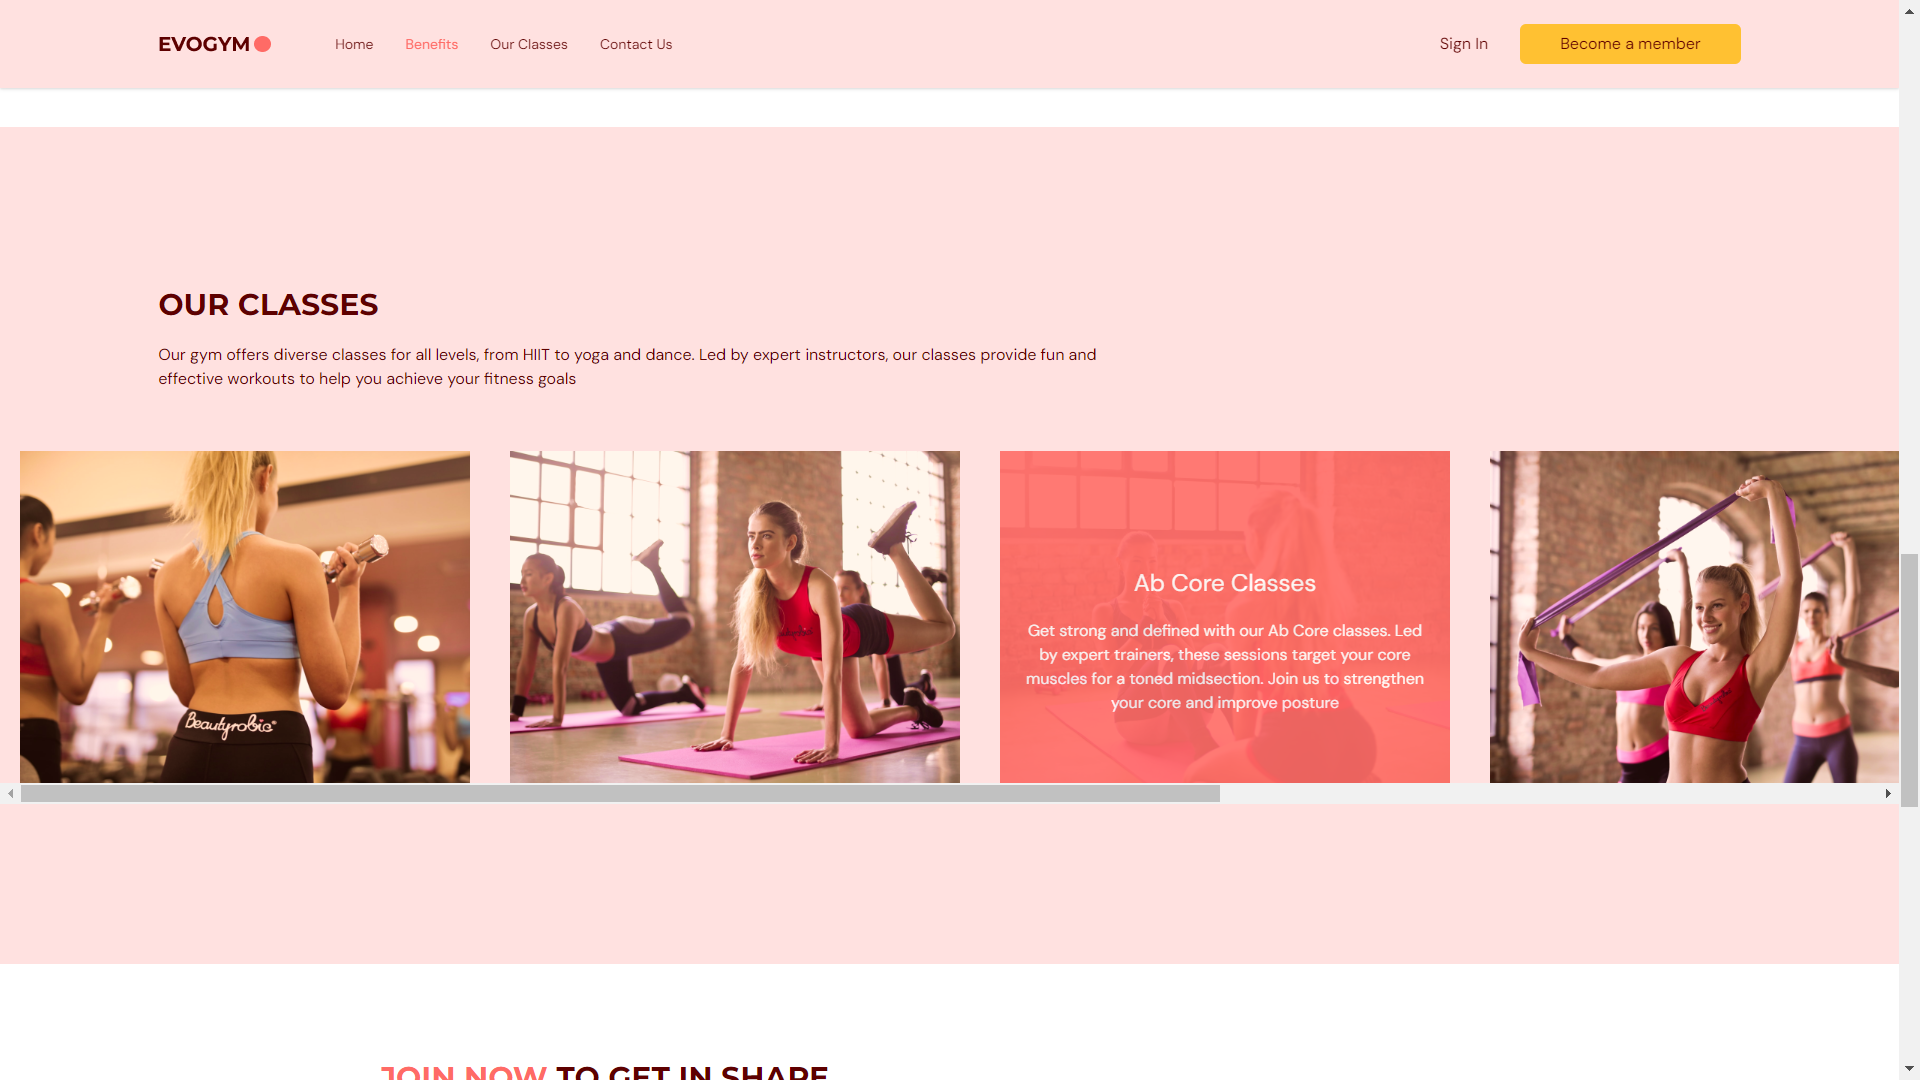 EVOGYM
Home
Benefits
Our Classes
Contact Us
Sign In
Become a member
OUR CLASSES
Our gym offers diverse classes for all levels, from HIIT to yoga and dance. Led by expert instructors, our classes provide fun and
effective workouts to help you achieve your fitness goals
Beautyrobic
Ab Core Classes
Get strong and defined with our Ab Core classes. Led
by expert trainers, these sessions target your core
muscles for a toned midsection. Join us to strengthen
your core and improve posture
JOIN NOW TO GET IN SHAPE